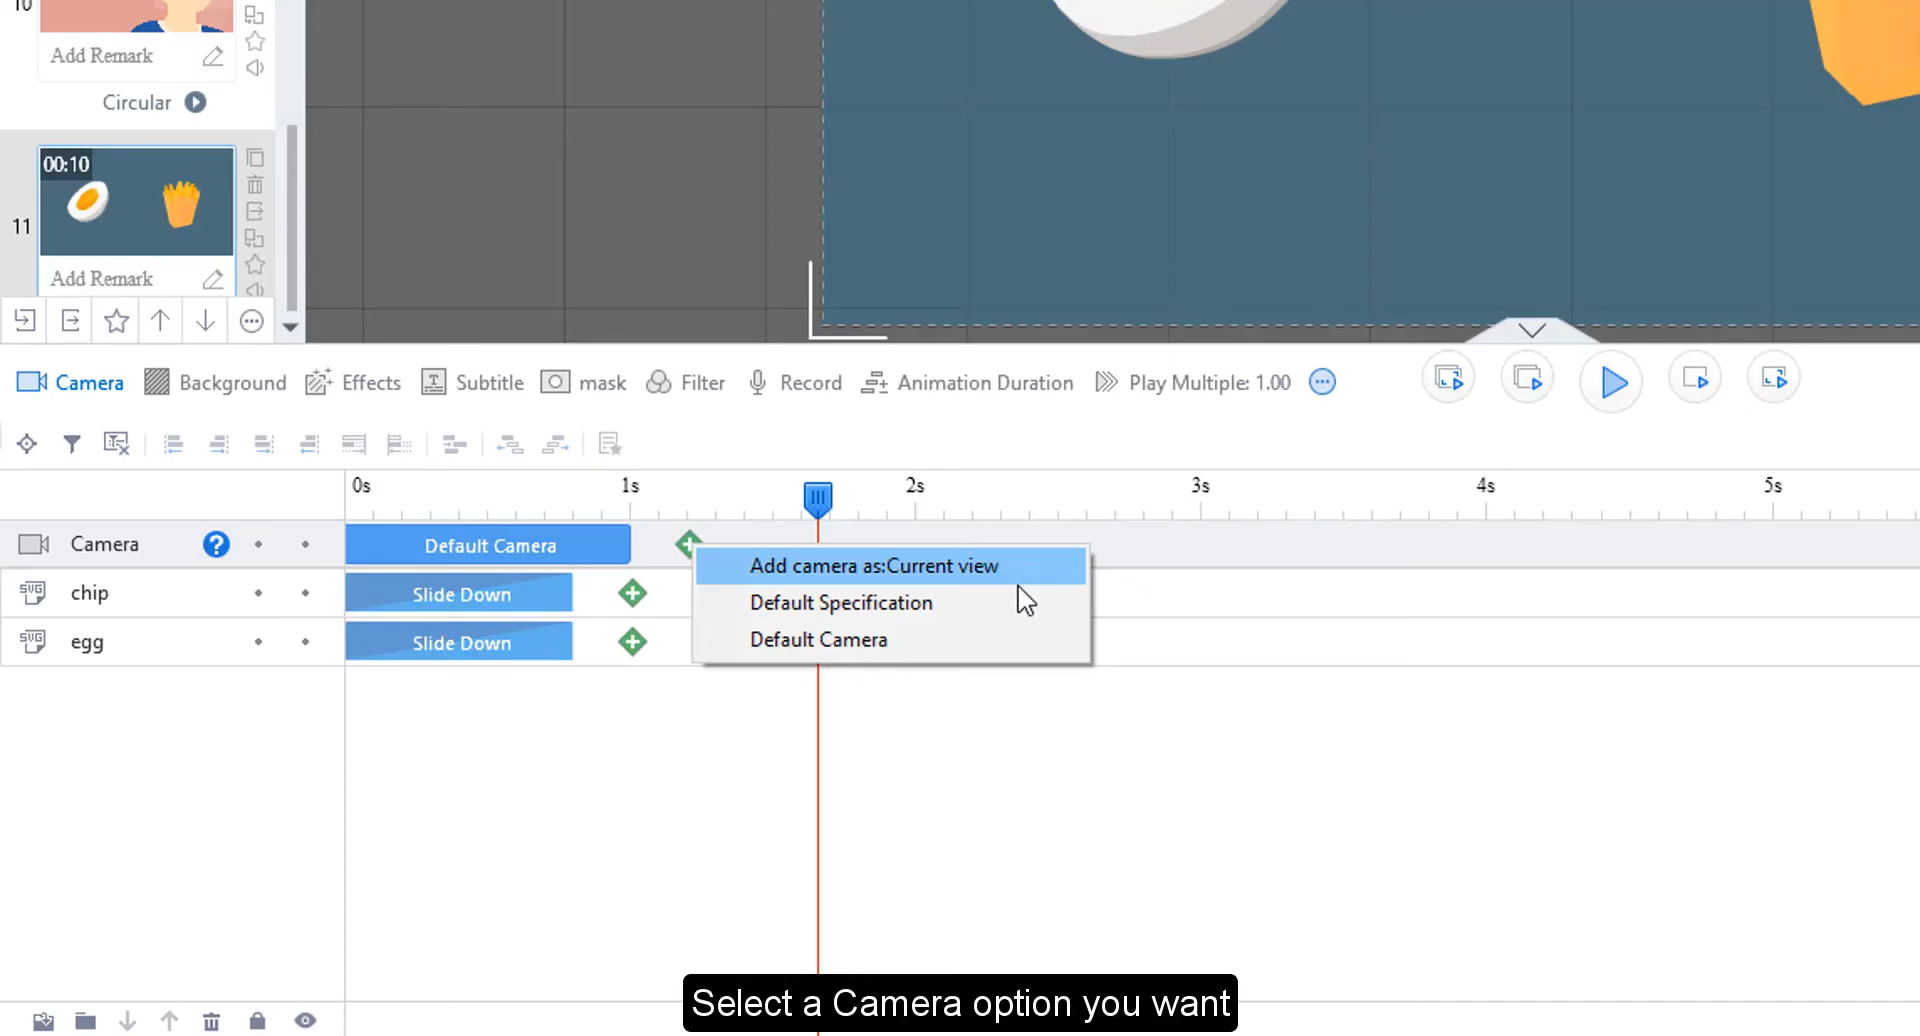 10
Add Remark
Circular
00:10
11
Add Remark
Camera Background Effects Subtitle mask Filter Record Animation Duration Play Multiple: 1.00
0s 1s 2s 3s 4s 5s
Camera ? Default Camera
Add camera as:Current view
Default Specification
Default Camera
SVG chip Slide Down
SVG egg Slide Down
Select a Camera option you want